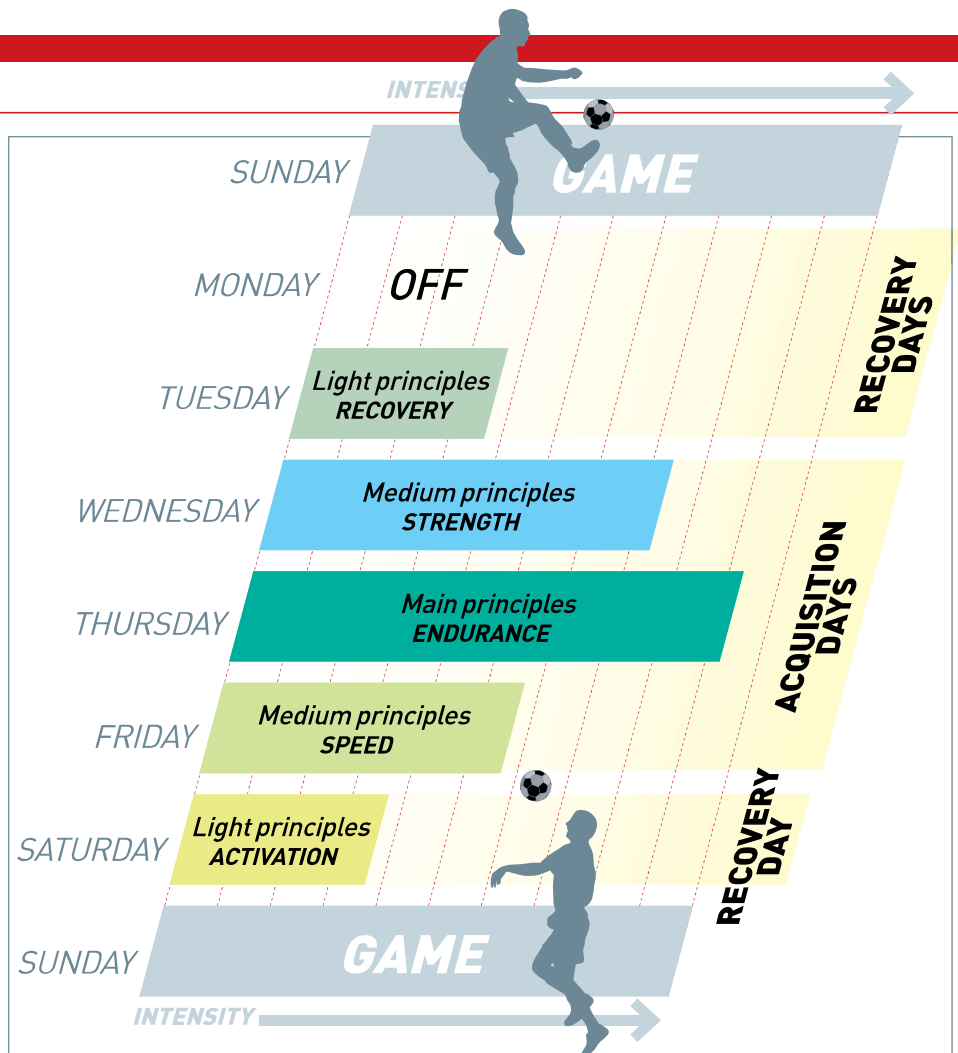 INTENS
SUNDAY
GAME
MONDAY
OFF
RECOVERY
DAYS
TUESDAY
Light principles
RECOVERY
WEDNESDAY
Medium principles
STRENGTH
ACQUISITION
DAYS
THURSDAY
Main principles
ENDURANCE
FRIDAY
Medium principles
SPEED
SATURDAY
Light principles
ACTIVATION
RECOVERY
DAY
SUNDAY
GAME
INTENSITY